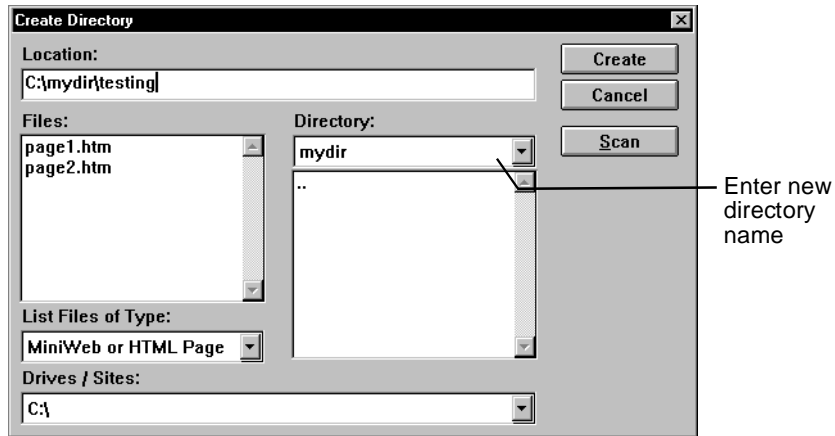 Create Directory
Location:
C:\mydir\testing
Create
Cancel
Files:
Directory:
Scan
page1.htm
page2.htm
mydir
..
Enter new
directory
name
List Files of Type:
MiniWeb or HTML Page
Drives / Sites:
C:\